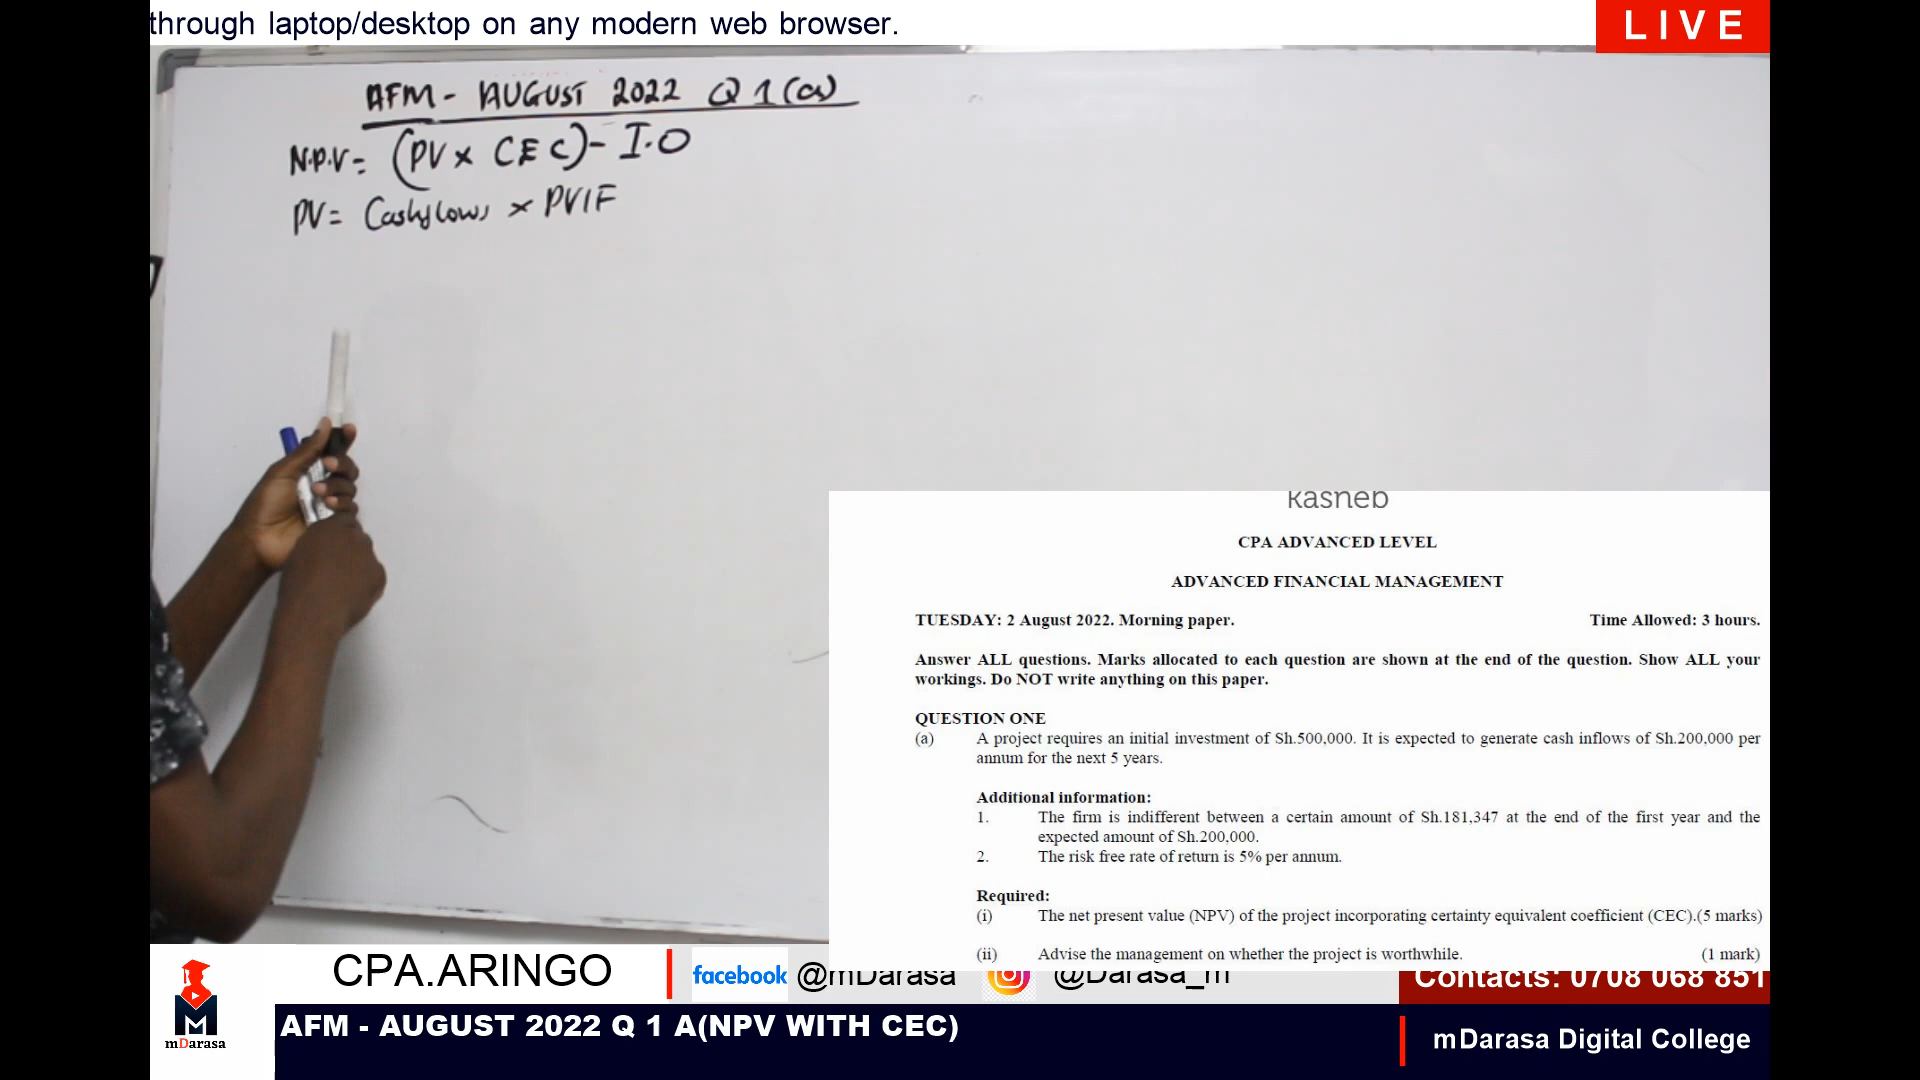 through laptop/desktop on any modern web browser.
LIVE
AFM - AUGUST 2022 Q 1 (a)
N.P.V = (PV x CEC) - I.O
PV = Cashflows x PVIF
kasneb
CPA ADVANCED LEVEL
ADVANCED FINANCIAL MANAGEMENT
TUESDAY: 2 August 2022. Morning paper. Time Allowed: 3 hours.
Answer ALL questions. Marks allocated to each question are shown at the end of the question. Show ALL your
workings. Do NOT write anything on this paper.
QUESTION ONE
(a) A project requires an initial investment of Sh.500,000. It is expected to generate cash inflows of Sh.200,000 per
annum for the next 5 years.
Additional information:
1. The firm is indifferent between a certain amount of Sh.181,347 at the end of the first year and the
expected amount of Sh.200,000.
2. The risk free rate of return is 5% per annum.
Required:
(i) The net present value (NPV) of the project incorporating certainty equivalent coefficient (CEC).(5 marks)
(ii) Advise the management on whether the project is worthwhile. (1 mark)
CPA.ARINGO facebook @mDarasa @Darasa_m Contacts: 0708 068 851
M
mDarasa
AFM - AUGUST 2022 Q 1 A(NPV WITH CEC)
mDarasa Digital College